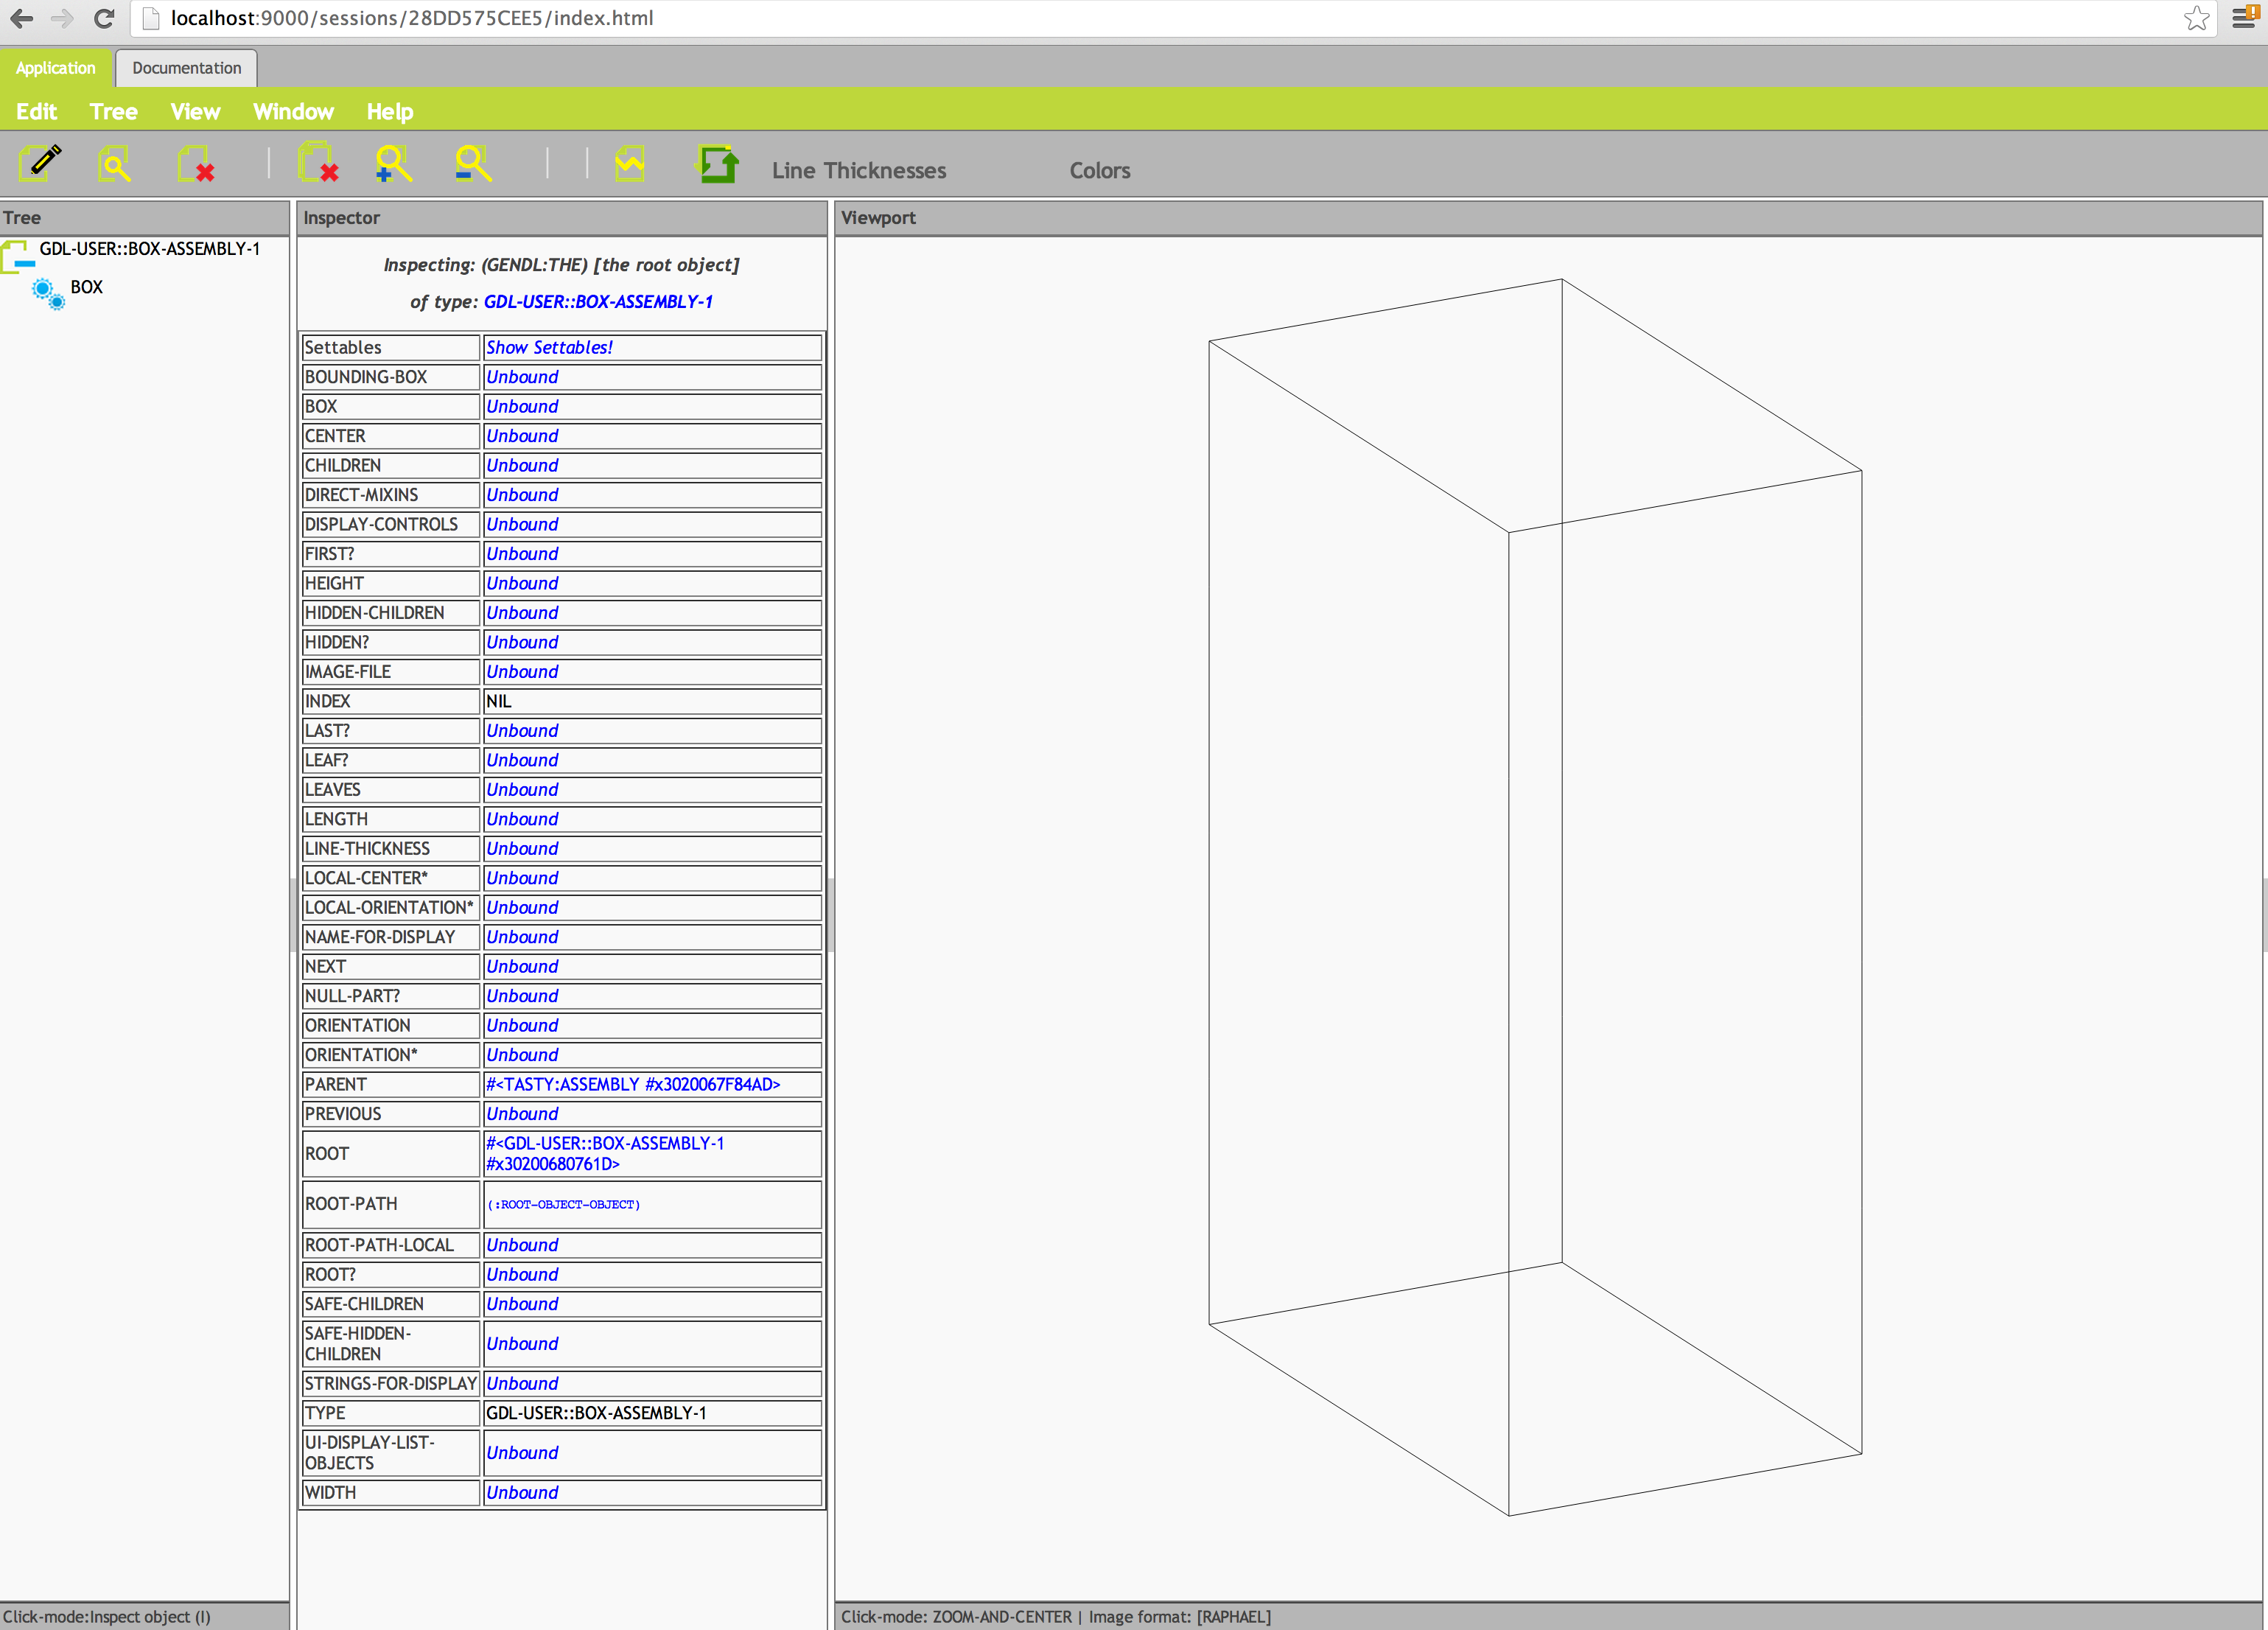 localhost:9000/sessions/28DD575CEE5/index.html
Application Documentation
Edit Tree View Window Help
Line Thicknesses Colors
Tree
GDL-USER::BOX-ASSEMBLY-1
BOX
Click-mode:Inspect object (I)
Inspector
Inspecting: (GENDL:THE) [the root object]
of type: GDL-USER::BOX-ASSEMBLY-1
Settables Show Settables!
BOUNDING-BOX Unbound
BOX Unbound
CENTER Unbound
CHILDREN Unbound
DIRECT-MIXINS Unbound
DISPLAY-CONTROLS Unbound
FIRST? Unbound
HEIGHT Unbound
HIDDEN-CHILDREN Unbound
HIDDEN? Unbound
IMAGE-FILE Unbound
INDEX NIL
LAST? Unbound
LEAF? Unbound
LEAVES Unbound
LENGTH Unbound
LINE-THICKNESS Unbound
LOCAL-CENTER* Unbound
LOCAL-ORIENTATION* Unbound
NAME-FOR-DISPLAY Unbound
NEXT Unbound
NULL-PART? Unbound
ORIENTATION Unbound
ORIENTATION* Unbound
PARENT #<TASTY:ASSEMBLY #x3020067F84AD>
PREVIOUS Unbound
ROOT #<GDL-USER::BOX-ASSEMBLY-1
#x30200680761D>
ROOT-PATH (:ROOT-OBJECT-OBJECT)
ROOT-PATH-LOCAL Unbound
ROOT? Unbound
SAFE-CHILDREN Unbound
SAFE-HIDDEN-
CHILDREN Unbound
STRINGS-FOR-DISPLAY Unbound
TYPE GDL-USER::BOX-ASSEMBLY-1
UI-DISPLAY-LIST-
OBJECTS Unbound
WIDTH Unbound
Viewport
Click-mode: ZOOM-AND-CENTER | Image format: [RAPHAEL]